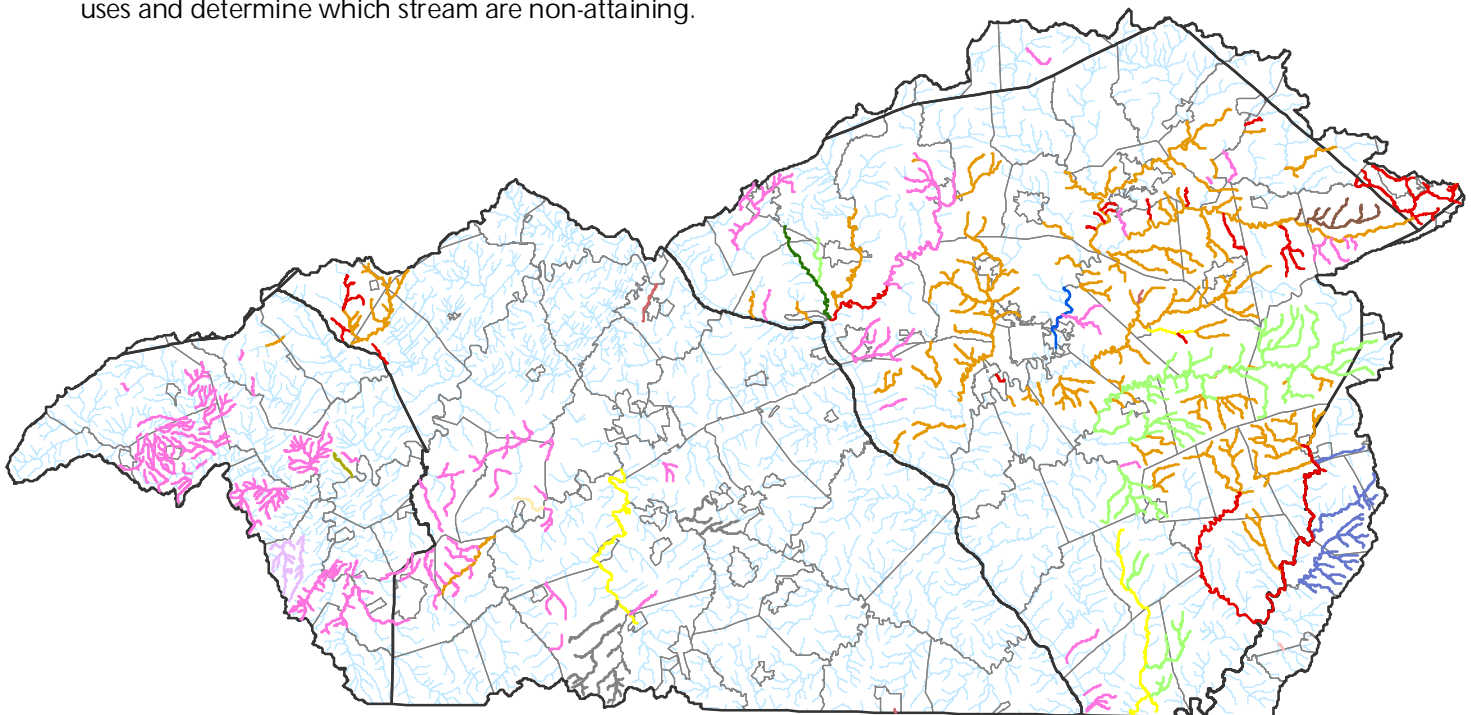 uses and determine which stream are non-attaining.